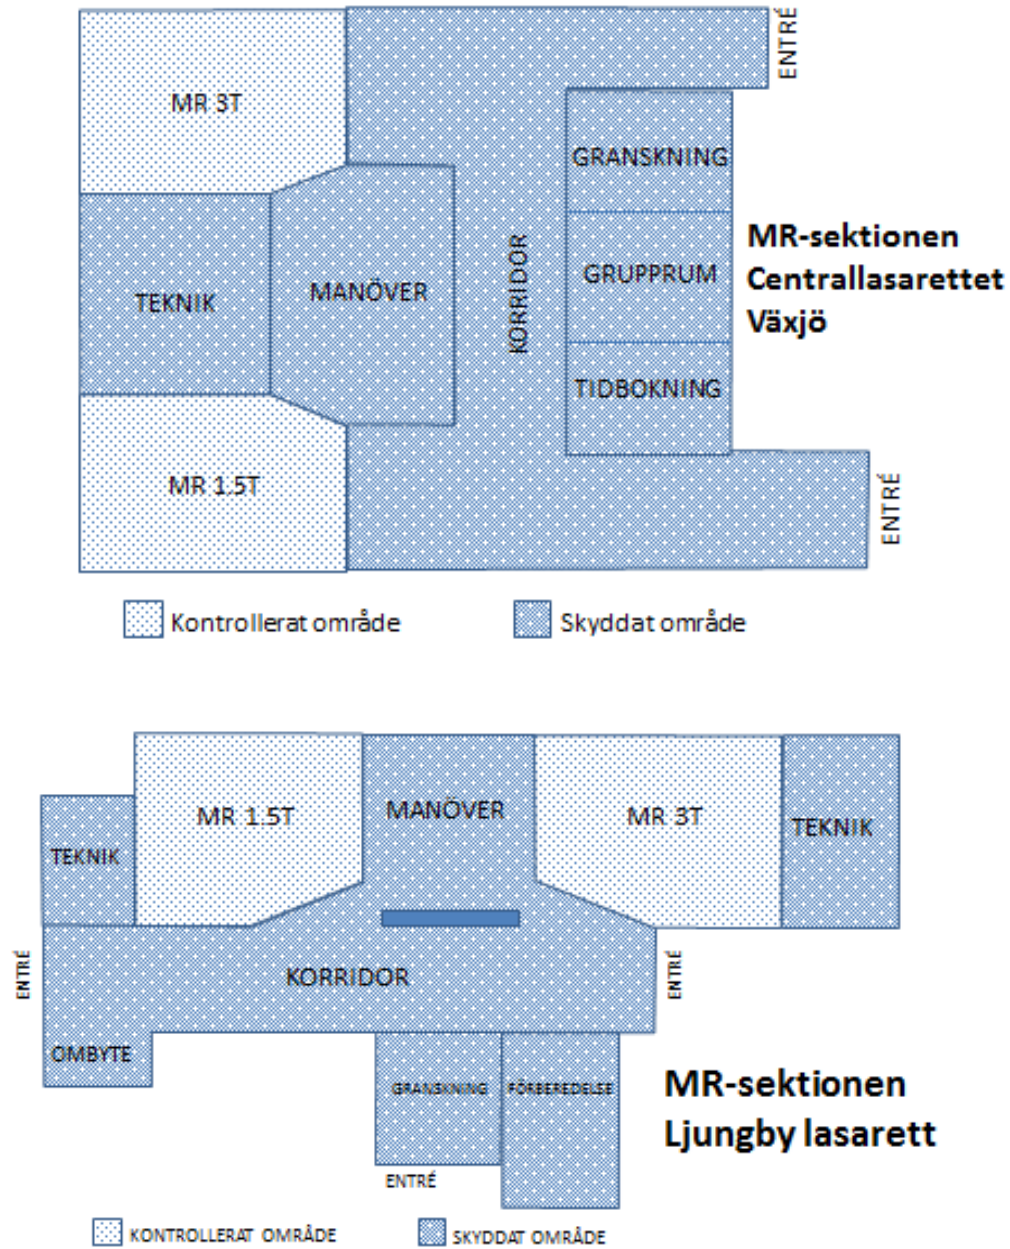 ENTRÉ
MR 3T
GRANSKNING
MR-sektionen
Centrallasarettet
Växjö
KORRIDOR
GRUPPRUM
MANÖVER
TEKNIK
TIDBOKNING
MR 1.5T
ENTRÉ
Kontrollerat område
Skyddat område
MR 1.5T
MANÖVER
MR 3T
TEKNIK
TEKNIK
ENTRÉ
KORRIDOR
ENTRÉ
OMBYTE
GRANSKNING
FÖRBEREDELSE
MR-sektionen
Ljungby lasarett
ENTRÉ
KONTROLLERAT OMRÅDE
SKYDDAT OMRÅDE